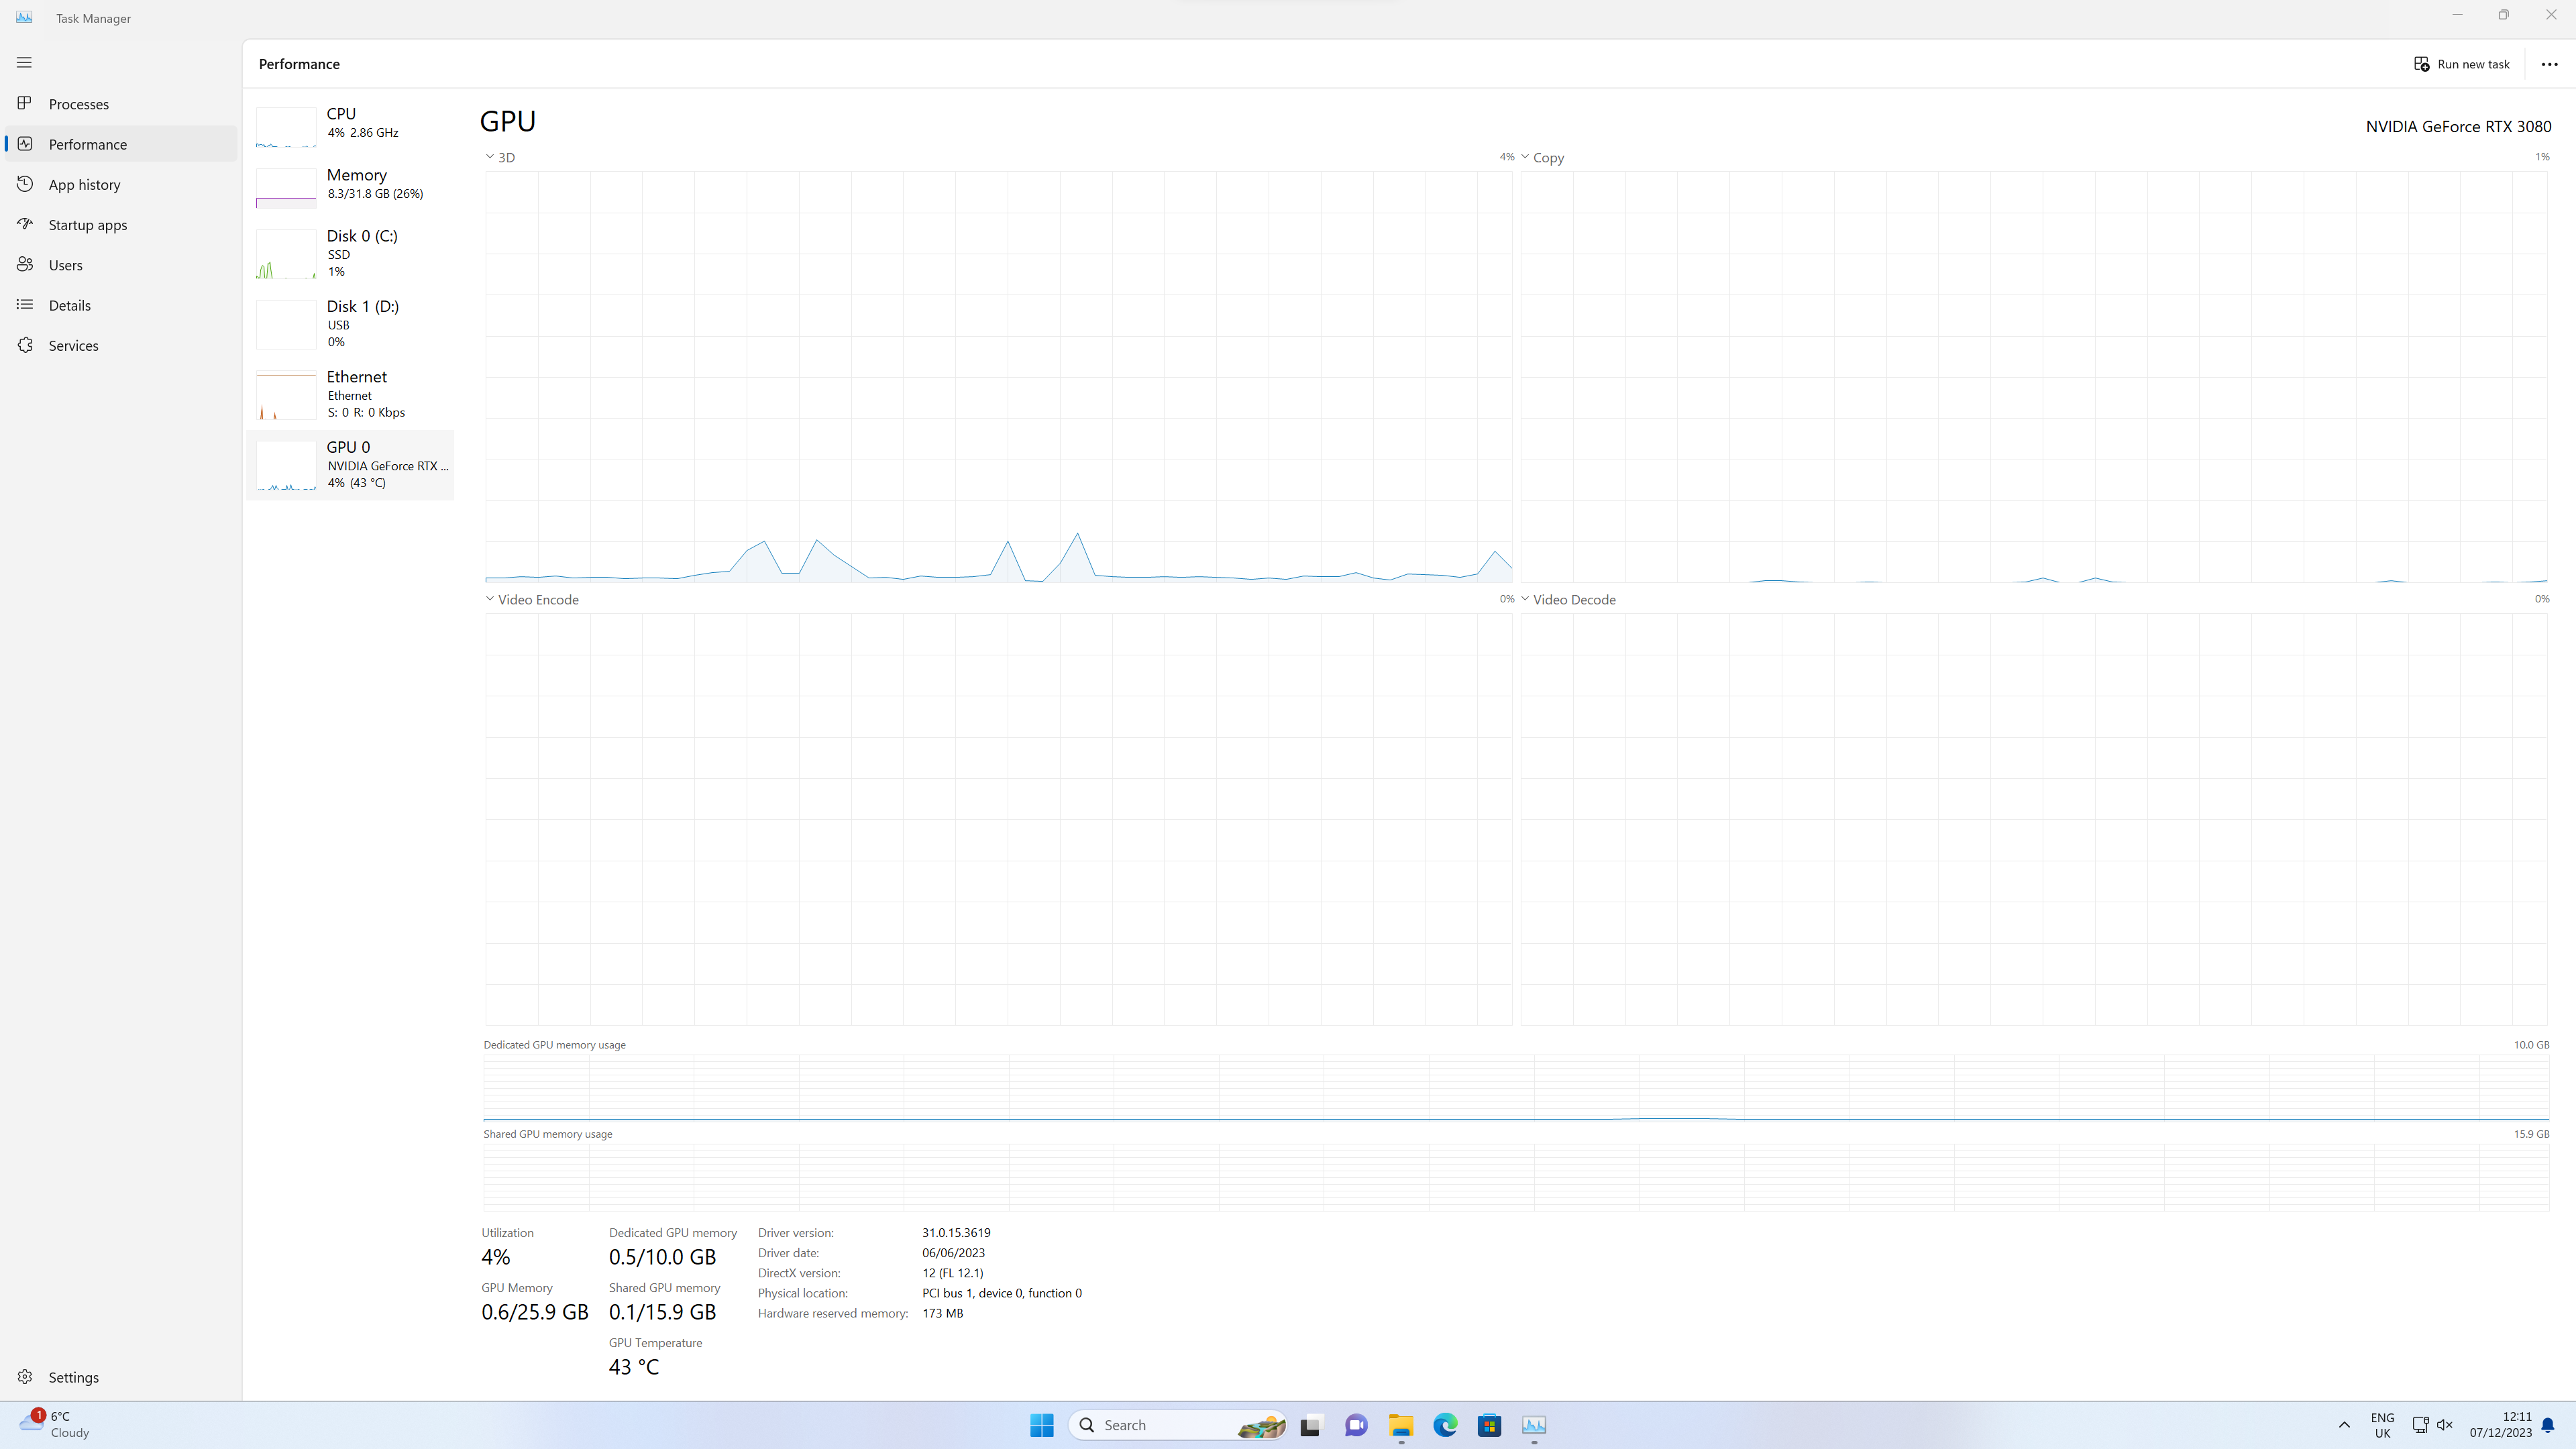 Task Manager
Performance
Run new task
Processes
Performance
App history
Startup apps
Users
Details
Services
Settings
CPU
4% 2.86 GHz
Memory
8.3/31.8 GB (26%)
Disk 0 (C:)
SSD
1%
Disk 1 (D:)
USB
0%
Ethernet
Ethernet
S: 0 R: 0 Kbps
GPU 0
NVIDIA GeForce RTX ...
4% (43 °C)
GPU
NVIDIA GeForce RTX 3080
3D 4%
Copy 1%
Video Encode 0%
Video Decode 0%
Dedicated GPU memory usage 10.0 GB
Shared GPU memory usage 15.9 GB
Utilization
4%
GPU Memory
0.6/25.9 GB
Dedicated GPU memory
0.5/10.0 GB
Shared GPU memory
0.1/15.9 GB
GPU Temperature
43 °C
Driver version: 31.0.15.3619
Driver date: 06/06/2023
DirectX version: 12 (FL 12.1)
Physical location: PCI bus 1, device 0, function 0
Hardware reserved memory: 173 MB
1
6°C
Cloudy
Search
ENG
UK
12:11
07/12/2023